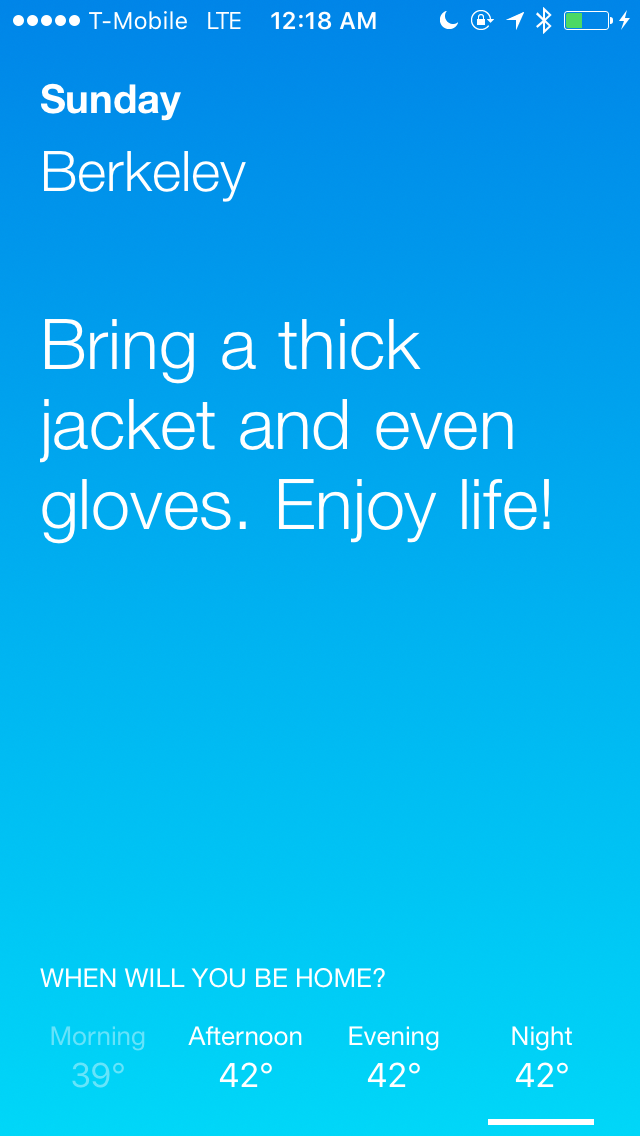 T-Mobile LTE 12:18 AM
Sunday
Berkeley
Bring a thick
jacket and even
gloves. Enjoy life!
WHEN WILL YOU BE HOME?
Morning Afternoon Evening Night
39° 42° 42° 42°